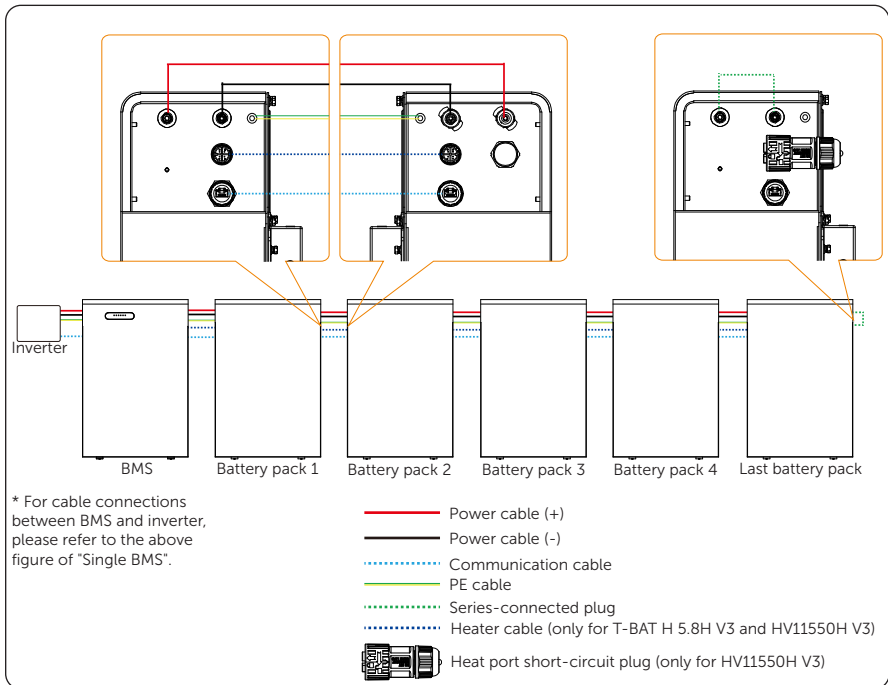 Inverter
BMS
Battery pack 1
Battery pack 2
Battery pack 3
Battery pack 4
Last battery pack
* For cable connections
between BMS and inverter,
please refer to the above
figure of "Single BMS".
Power cable (+)
Power cable (-)
Communication cable
PE cable
Series-connected plug
Heater cable (only for T-BAT H 5.8H V3 and HV11550H V3)
Heat port short-circuit plug (only for HV11550H V3)